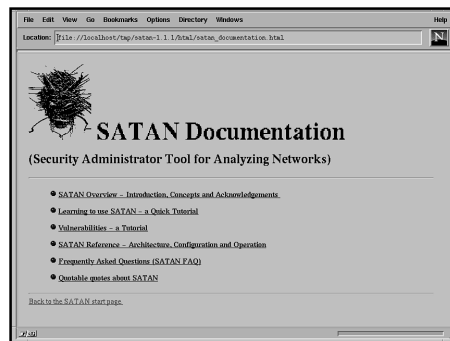 File Edit View Go Bookmarks Options Directory Windows Help
Location: file://localhost/tmp/satan-1.1.1/html/satan_documentation.html
N
SATAN Documentation
(Security Administrator Tool for Analyzing Networks)
SATAN Overview – Introduction, Concepts and Acknowledgements
Learning to use SATAN – a Quick Tutorial
Vulnerabilities – a Tutorial
SATAN Reference – Architecture, Configuration and Operation
Frequently Asked Questions (SATAN FAQ)
Quotable quotes about SATAN
Back to the SATAN start page